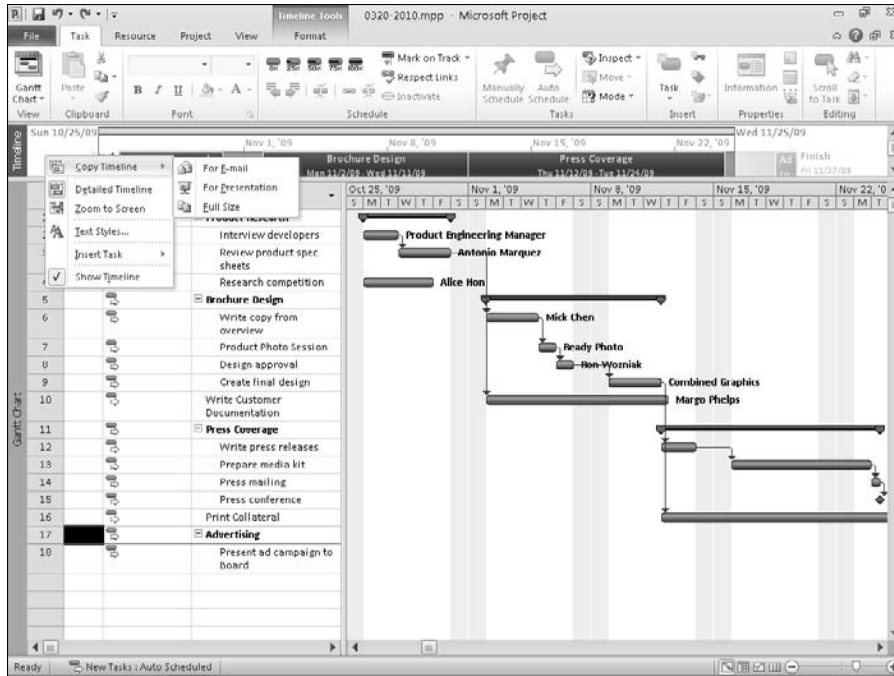 Timeline Tools
0320-2010.mpp - Microsoft Project
File Task Resource Project View Format
Gantt Chart
Paste
B I U A
0% 25% 50% 75% 100%
Mark on Track
Respect Links
Inactivate
Manually Schedule
Auto Schedule
Inspect
Move
Mode
Task
Information
Scroll to Task
View Clipboard Font Schedule Tasks Insert Properties Editing
Timeline
Sun 10/25/09
Nov 1, '09 Nov 8, '09 Nov 15, '09 Nov 22, '09
Wed 11/25/09
Brochure Design
Mon 11/2/09 - Wed 11/11/09
Press Coverage
Thu 11/12/09 - Tue 11/24/09
Ad
Finish
Fri 11/27/09
Copy Timeline
Detailed Timeline
Zoom to Screen
Text Styles...
Insert Task
Show Timeline
For E-mail
For Presentation
Full Size
Oct 25, '09 Nov 1, '09 Nov 8, '09 Nov 15, '09 Nov 22, '0
S M T W T F S S M T W T F S S M T W T F S S M T W T F S S M T
Product Research
Interview developers
Product Engineering Manager
Review product spec sheets
Antonio Marquez
Research competition
Alice Hon
5 Brochure Design
6 Write copy from overview
Mick Chen
7 Product Photo Session
Ready Photo
8 Design approval
Ron Wozniak
9 Create final design
Combined Graphics
10 Write Customer Documentation
Margo Phelps
11 Press Coverage
12 Write press releases
13 Prepare media kit
14 Press mailing
15 Press conference
16 Print Collateral
17 Advertising
18 Present ad campaign to Board
Gantt Chart
Ready New Tasks : Auto Scheduled